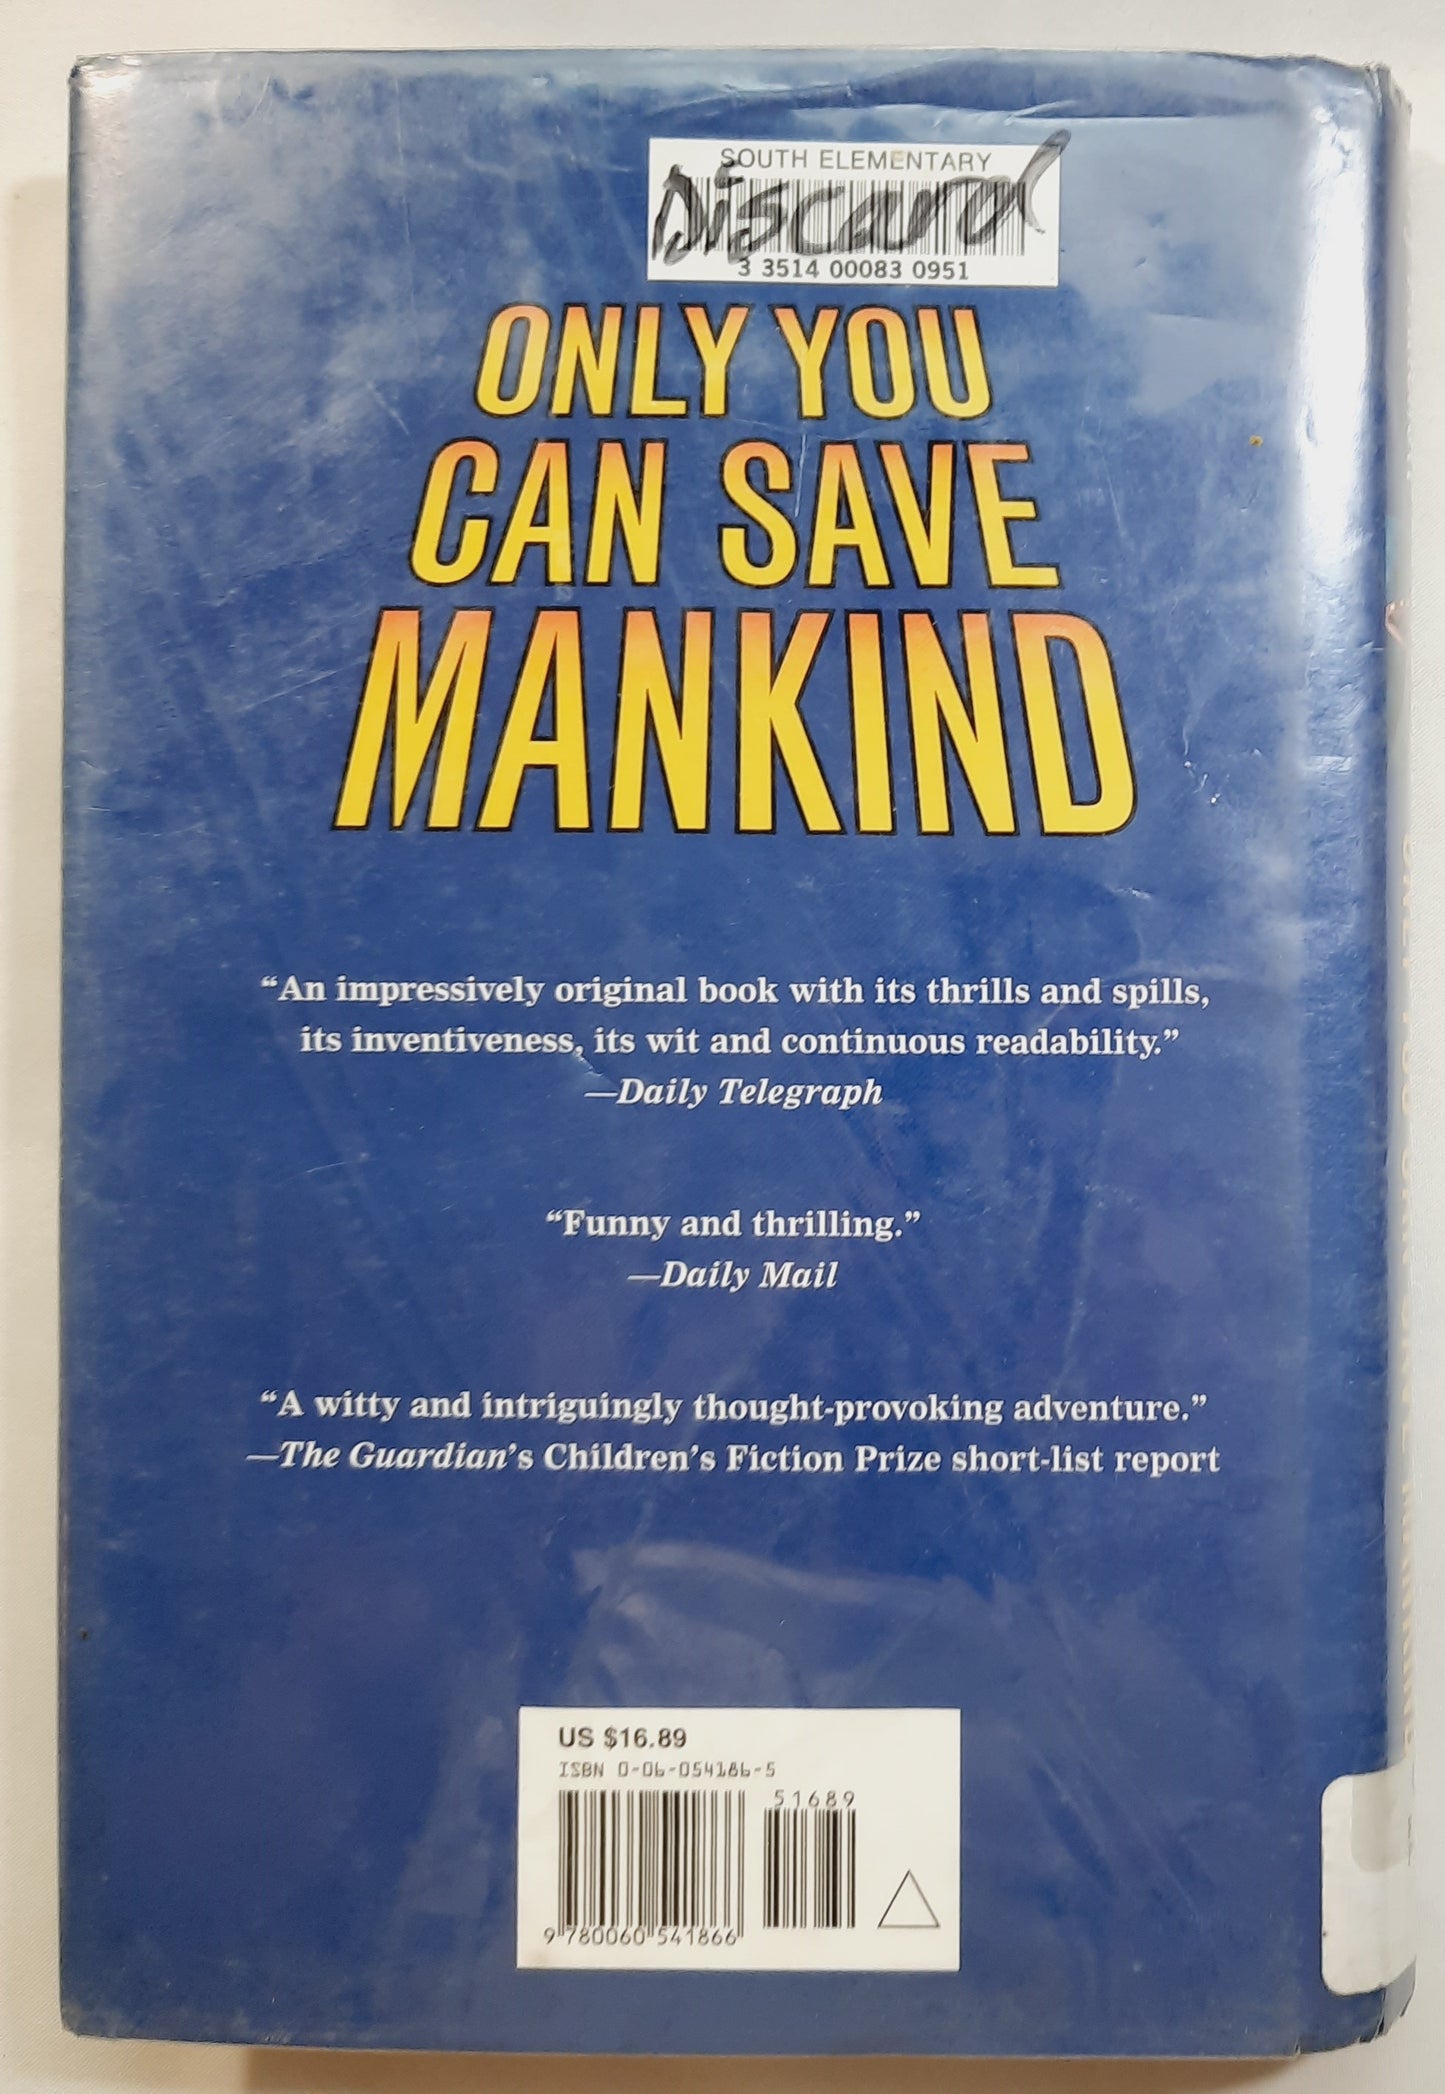 SOUTH ELEMENTARY
Discard
3 3514 00083 0951
ONLY YOU
CAN SAVE
MANKIND
“An impressively original book with its thrills and spills,
its inventiveness, its wit and continuous readability.”
—Daily Telegraph
“Funny and thrilling.”
—Daily Mail
“A witty and intriguingly thought-provoking adventure.”
—The Guardian’s Children’s Fiction Prize short-list report
US $16.89
ISBN 0-06-054186-5
51689
9 780060 541866